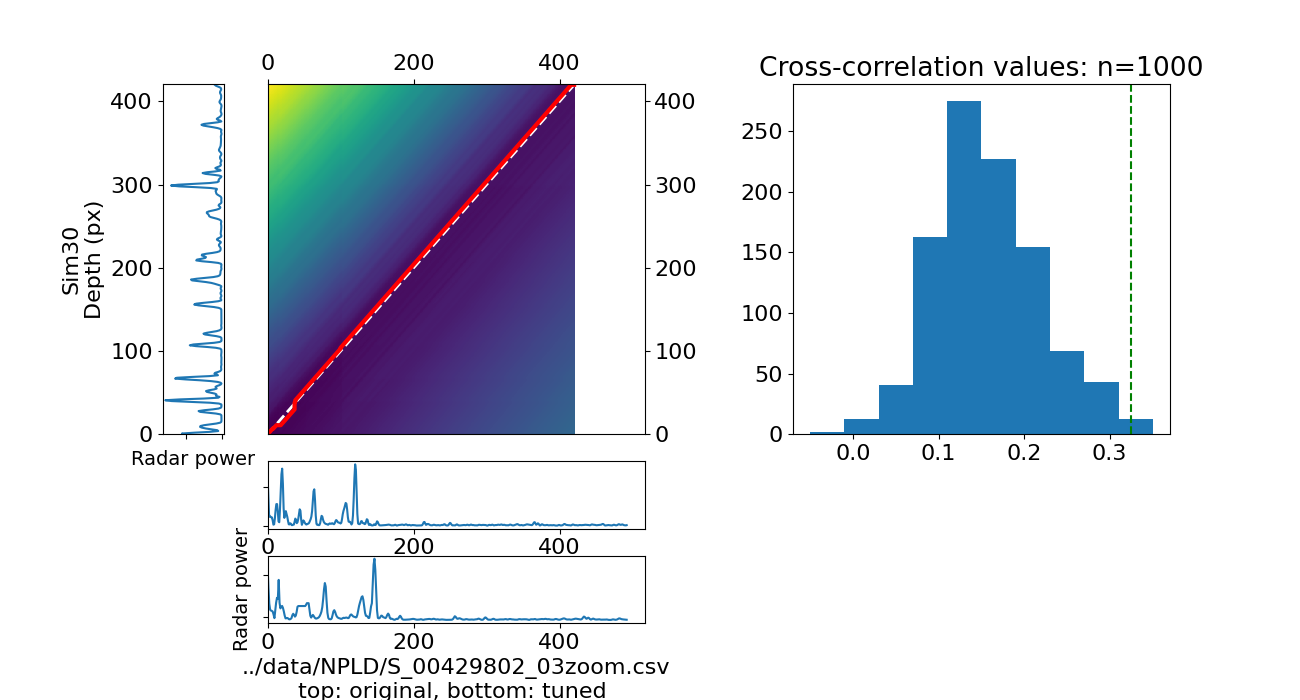 Cross-correlation values: n=1000
0 200 400
400
300
200
100
0
Sim30
Depth (px)
Radar power
400
300
200
100
0
250
200
150
100
50
0
0.0 0.1 0.2 0.3
0 200 400
Radar power
0 200 400
../data/NPLD/S_00429802_03zoom.csv
top: original, bottom: tuned